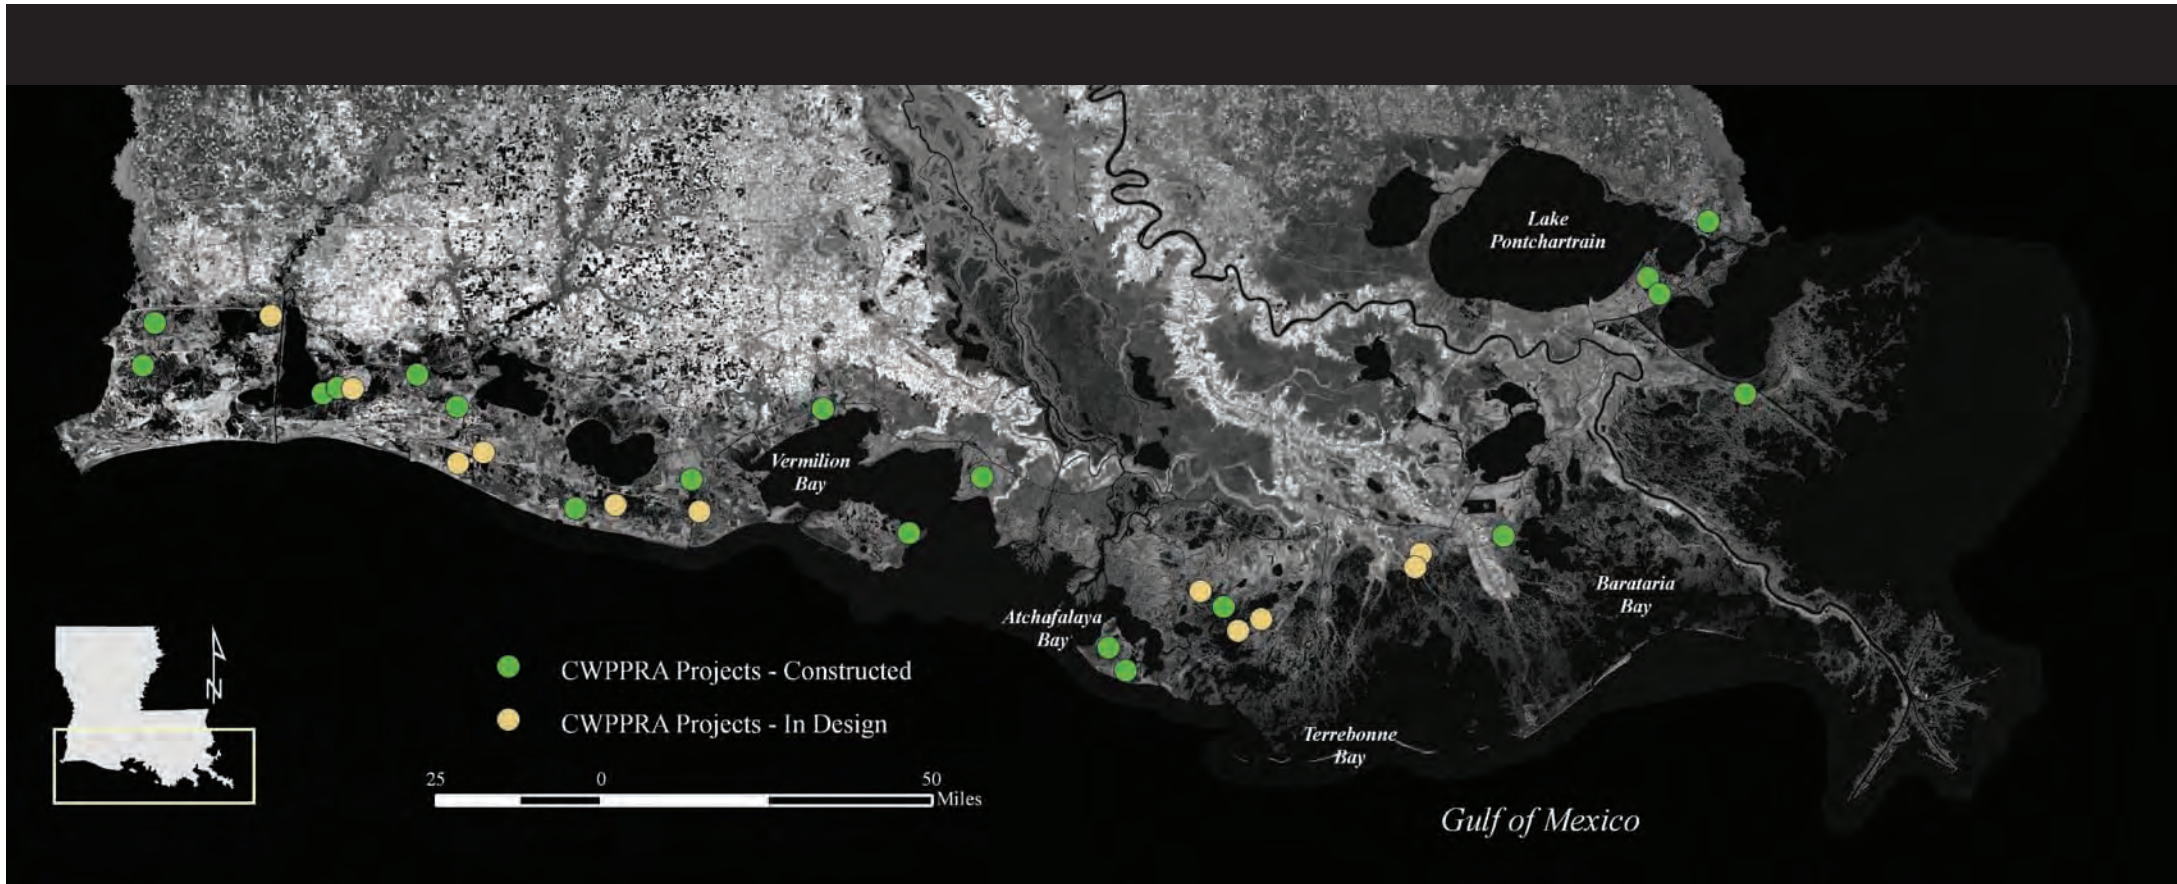 Lake
Pontchartrain
Vermilion
Bay
Atchafalaya
Bay
Barataria
Bay
Terrebonne
Bay
N
CWPPRA Projects - Constructed
CWPPRA Projects - In Design
25 0 50
Miles
Gulf of Mexico